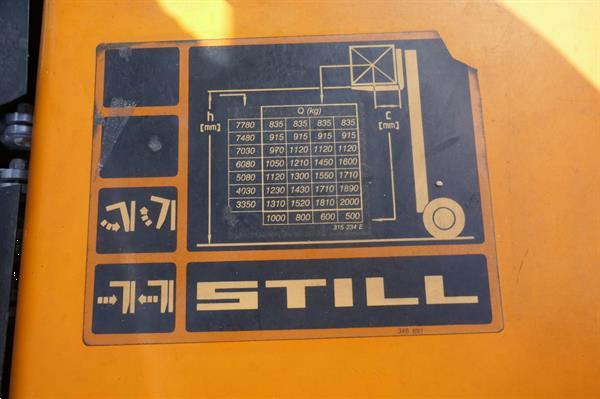 Q (kg)
h
[mm]
C
[mm]
7780 835 835 835 835
7480 915 915 915 915
7030 970 1120 1120 1120
6080 1050 1210 1450 1600
5080 1120 1300 1550 1710
4030 1230 1430 1710 1890
3350 1310 1520 1810 2000
1000 800 600 500
315 234 E
STILL
346 691